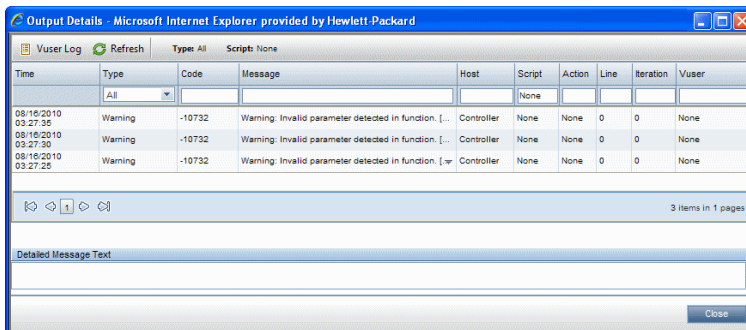 Output Details - Microsoft Internet Explorer provided by Hewlett-Packard
Vuser Log Refresh Type: All Script: None
Time Type Code Message Host Script Action Line Iteration Vuser
All None
08/16/2010 03:27:35 Warning -10732 Warning: Invalid parameter detected in function. [... Controller None None 0 0 None
08/16/2010 03:27:30 Warning -10732 Warning: Invalid parameter detected in function. [... Controller None None 0 0 None
08/16/2010 03:27:25 Warning -10732 Warning: Invalid parameter detected in function. [. Controller None None 0 0 None
1 3 items in 1 pages
Detailed Message Text
Close